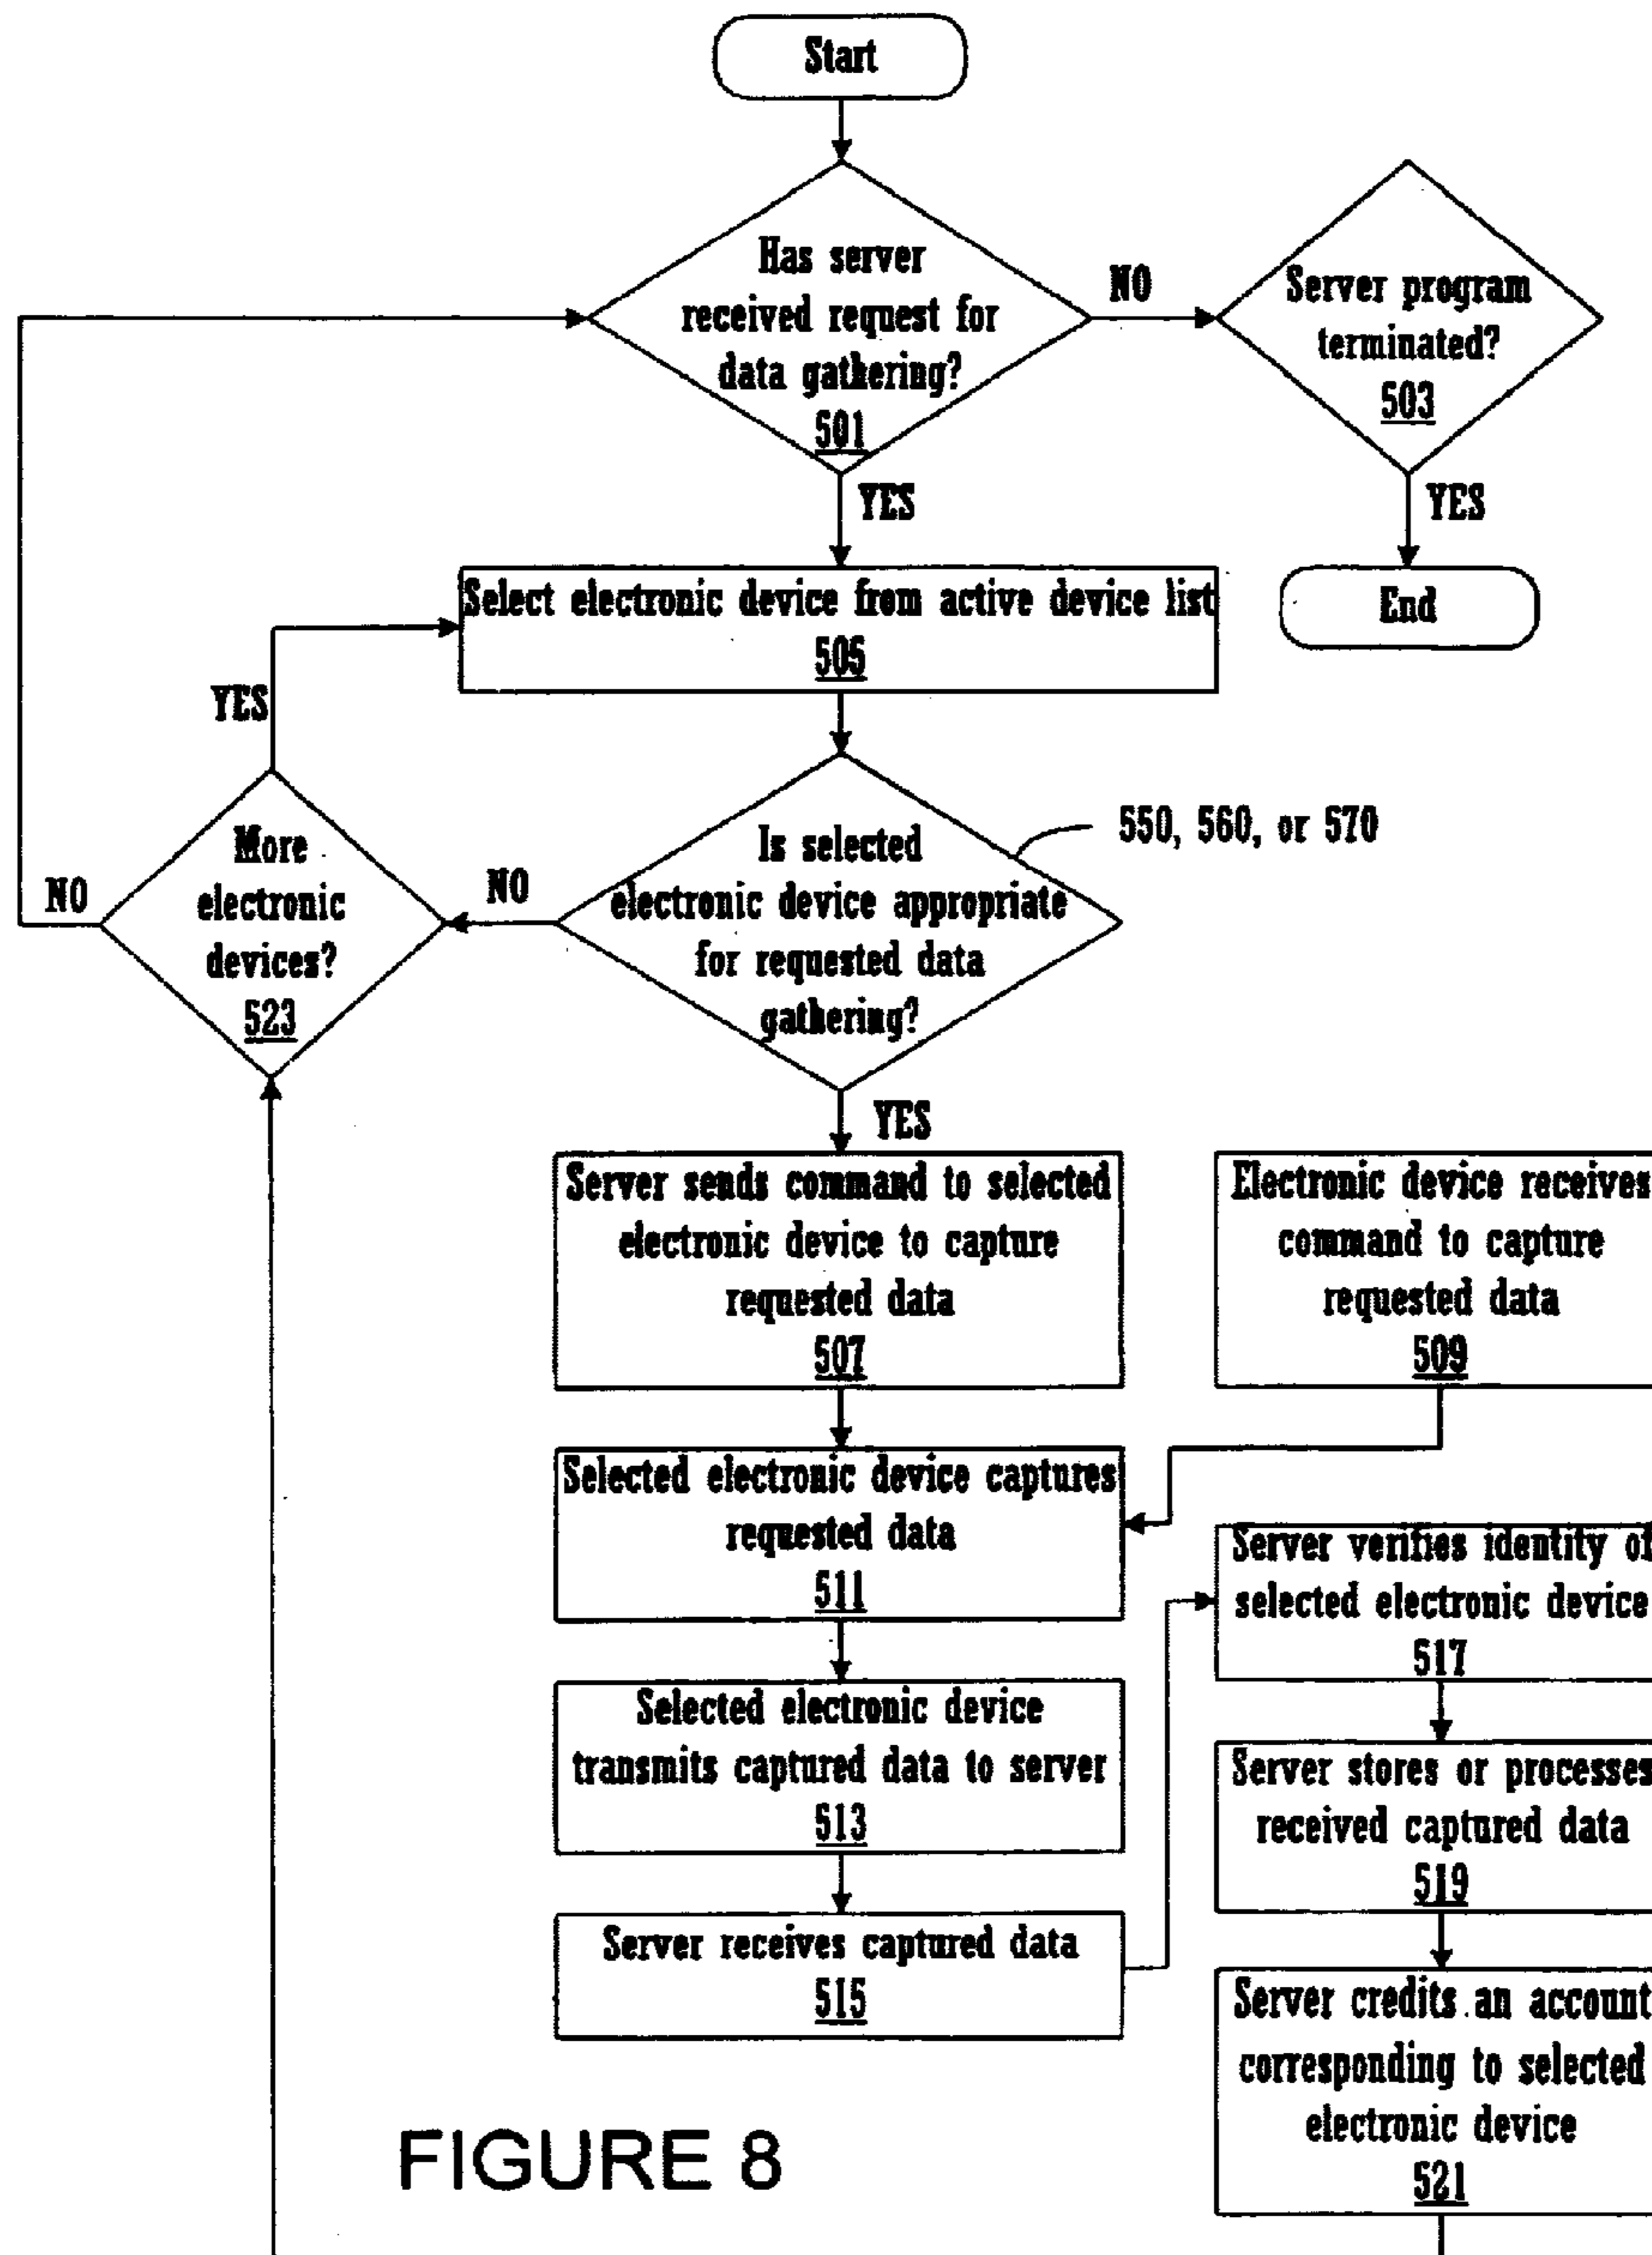 Start
Has server
received request for
data gathering?
501
NO
Server program
terminated?
503
YES
YES
Select electronic device from active device list
505
End
YES
More
electronic
devices?
523
NO
NO
Is selected
electronic device appropriate
for requested data
gathering?
550, 560, or 570
YES
Server sends command to selected
electronic device to capture
requested data
507
Electronic device receives
command to capture
requested data
509
Selected electronic device captures
requested data
511
Selected electronic device
transmits captured data to server
513
Server receives captured data
515
Server verifies identity of
selected electronic device
517
Server stores or processes
received captured data
519
Server credits an account
corresponding to selected
electronic device
521
FIGURE 8